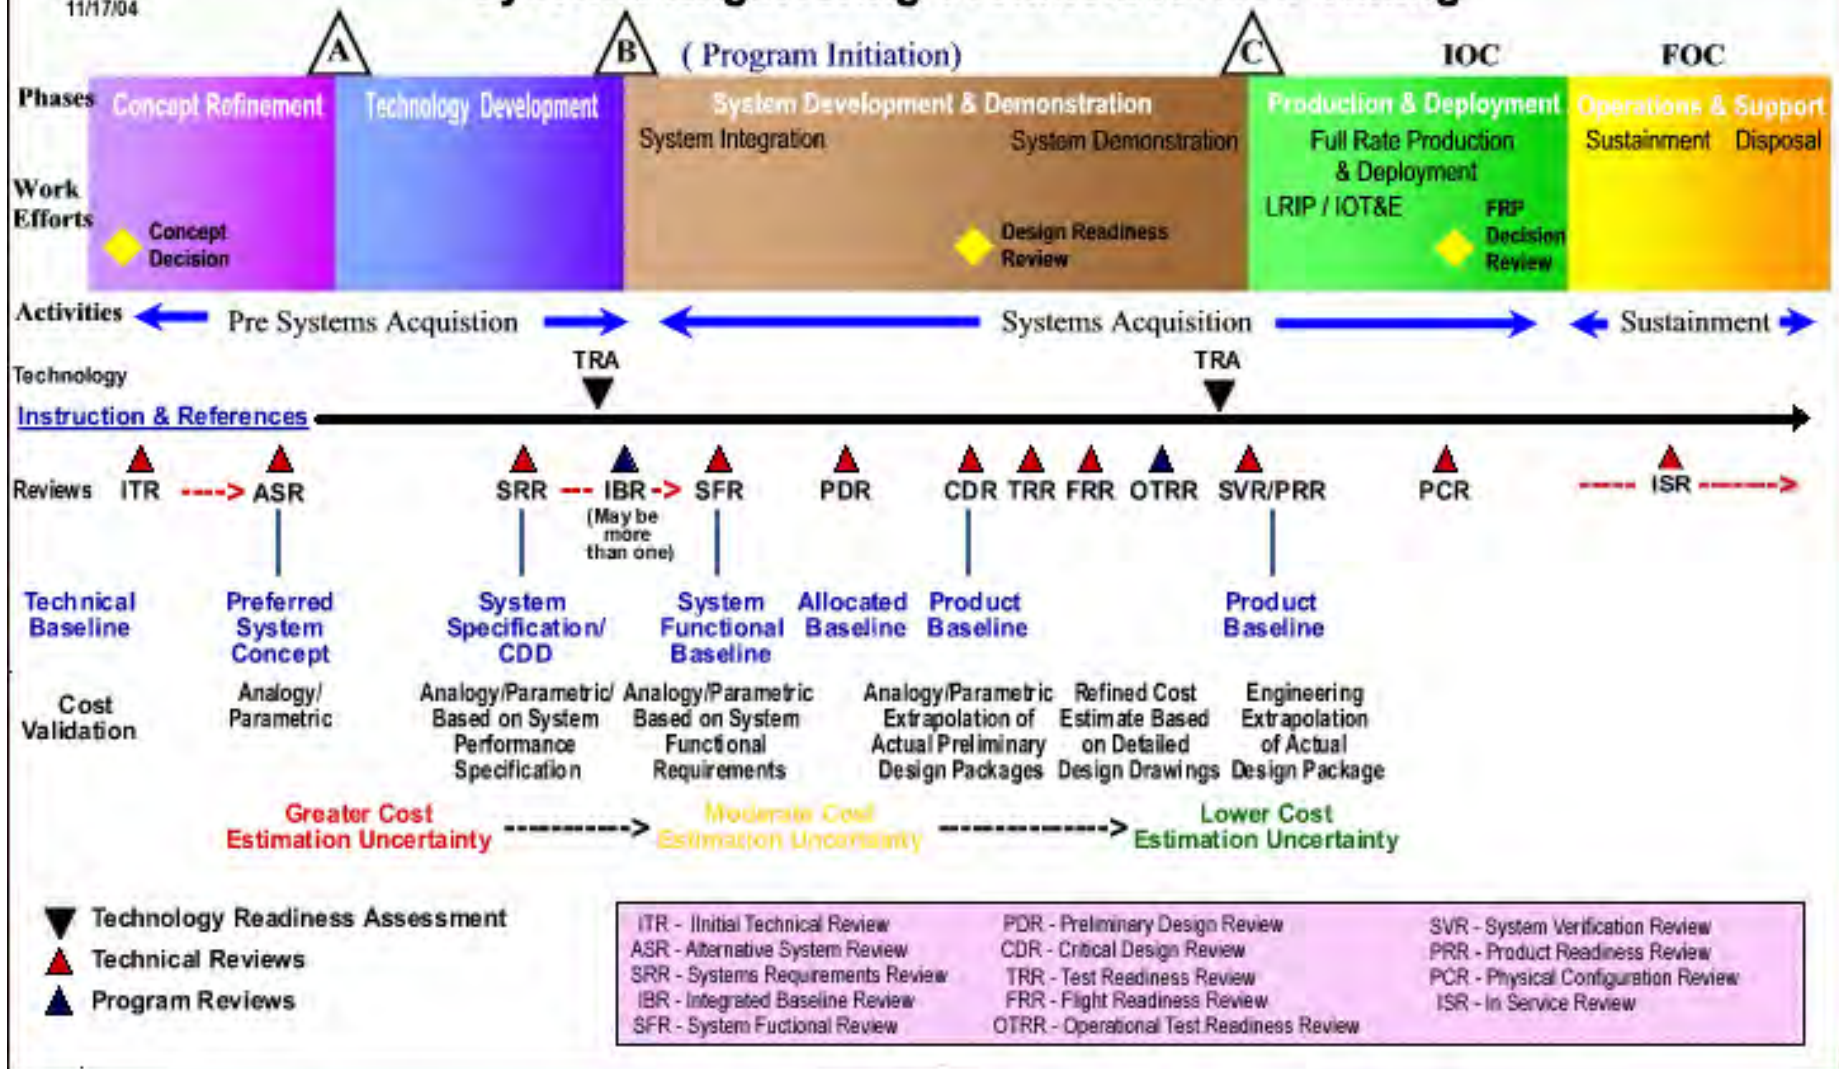 11/17/04
A
B
( Program Initiation)
C
IOC
FOC
Phases
Concept Refinement
Technology Development
System Development & Demonstration
Production & Deployment
Operations & Support
System Integration
System Demonstration
Full Rate Production
& Deployment
Sustainment
Disposal
Work
Efforts
LRIP / IOT&E
Concept
Decision
Design Readiness
Review
FRP
Decision
Review
Activities
Pre Systems Acquistion
Systems Acquisition
Sustainment
TRA
TRA
Technology
Instruction & References
Reviews
ITR
ASR
SRR
IBR
SFR
PDR
CDR
TRR
FRR
OTRR
SVR/PRR
PCR
ISR
(May be
more
than one)
Technical
Baseline
Preferred
System
Concept
System
Specification/
CDD
System
Functional
Baseline
Allocated
Baseline
Product
Baseline
Product
Baseline
Cost
Validation
Analogy/
Parametric
Analogy/Parametric/
Based on System
Performance
Specification
Analogy/Parametric
Based on System
Functional
Requirements
Analogy/Parametric
Extrapolation of
Actual Preliminary
Design Packages
Refined Cost
Estimate Based
on Detailed
Design Drawings
Engineering
Extrapolation
of Actual
Design Package
Greater Cost
Estimation Uncertainty
Moderate Cost
Estimation Uncertainty
Lower Cost
Estimation Uncertainty
Technology Readiness Assessment
Technical Reviews
Program Reviews
ITR - IInitial Technical Review
ASR - Alternative System Review
SRR - Systems Requirements Review
IBR - Integrated Baseline Review
SFR - System Fuctional Review
PDR - Preliminary Design Review
CDR - Critical Design Review
TRR - Test Readiness Review
FRR - Flight Readiness Review
OTRR - Operational Test Readiness Review
SVR - System Verification Review
PRR - Product Readiness Review
PCR - Physical Configuration Review
ISR - In Service Review